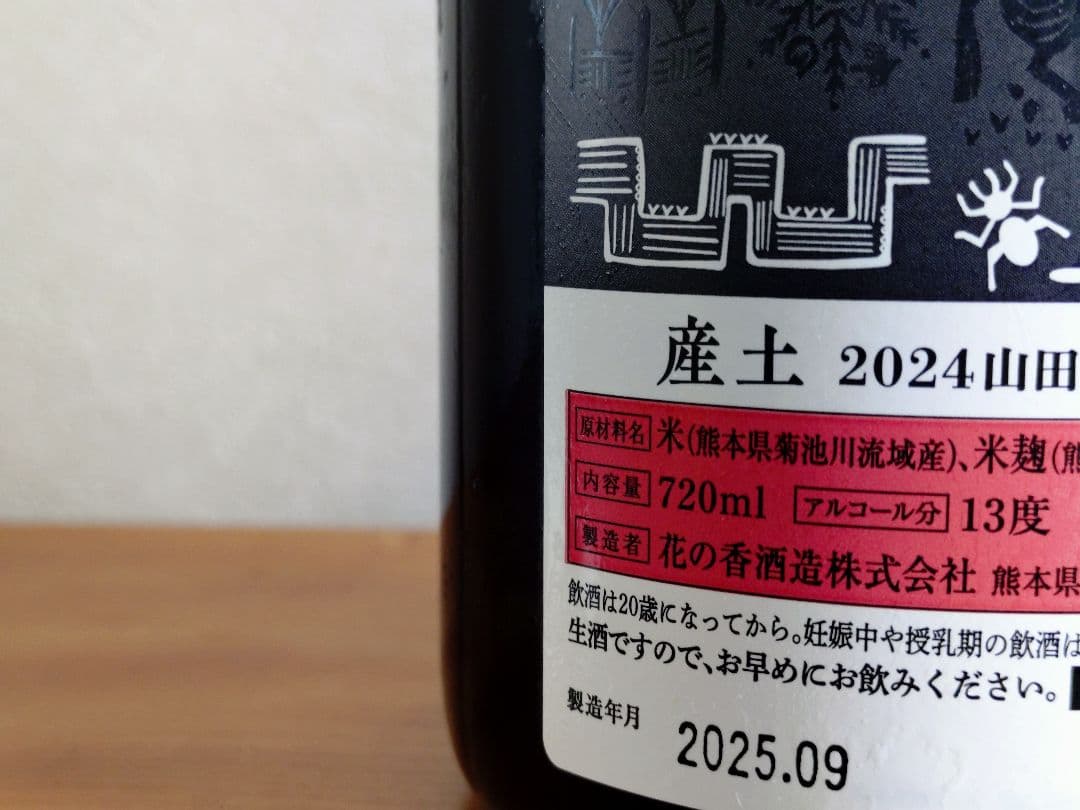 産土 2024山田
原材料名 米(熊本県菊池川流域産)、米麹(熊
内容量 720ml アルコール分 13度
製造者 花の香酒造株式会社 熊本県
飲酒は20歳になってから。妊娠中や授乳期の飲酒は
生酒ですので、お早めにお飲みください。
製造年月 2025.09